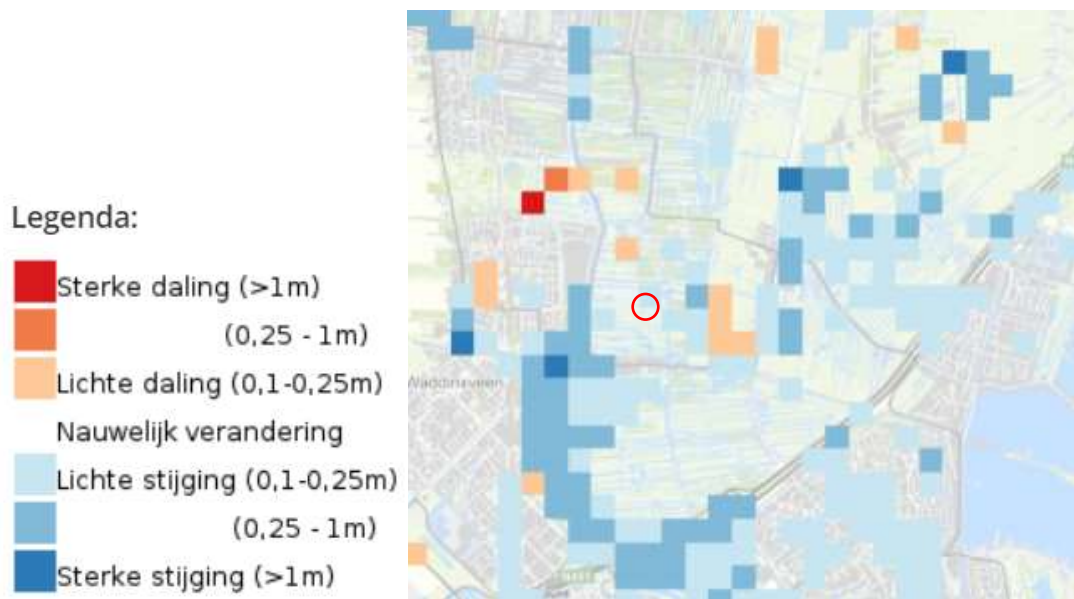 Legenda:
Sterke daling (>1m)
(0,25 - 1m)
Lichte daling (0,1-0,25m)
Nauwelijk verandering
Lichte stijging (0,1-0,25m)
(0,25 - 1m)
Sterke stijging (>1m)
Waddinxveen